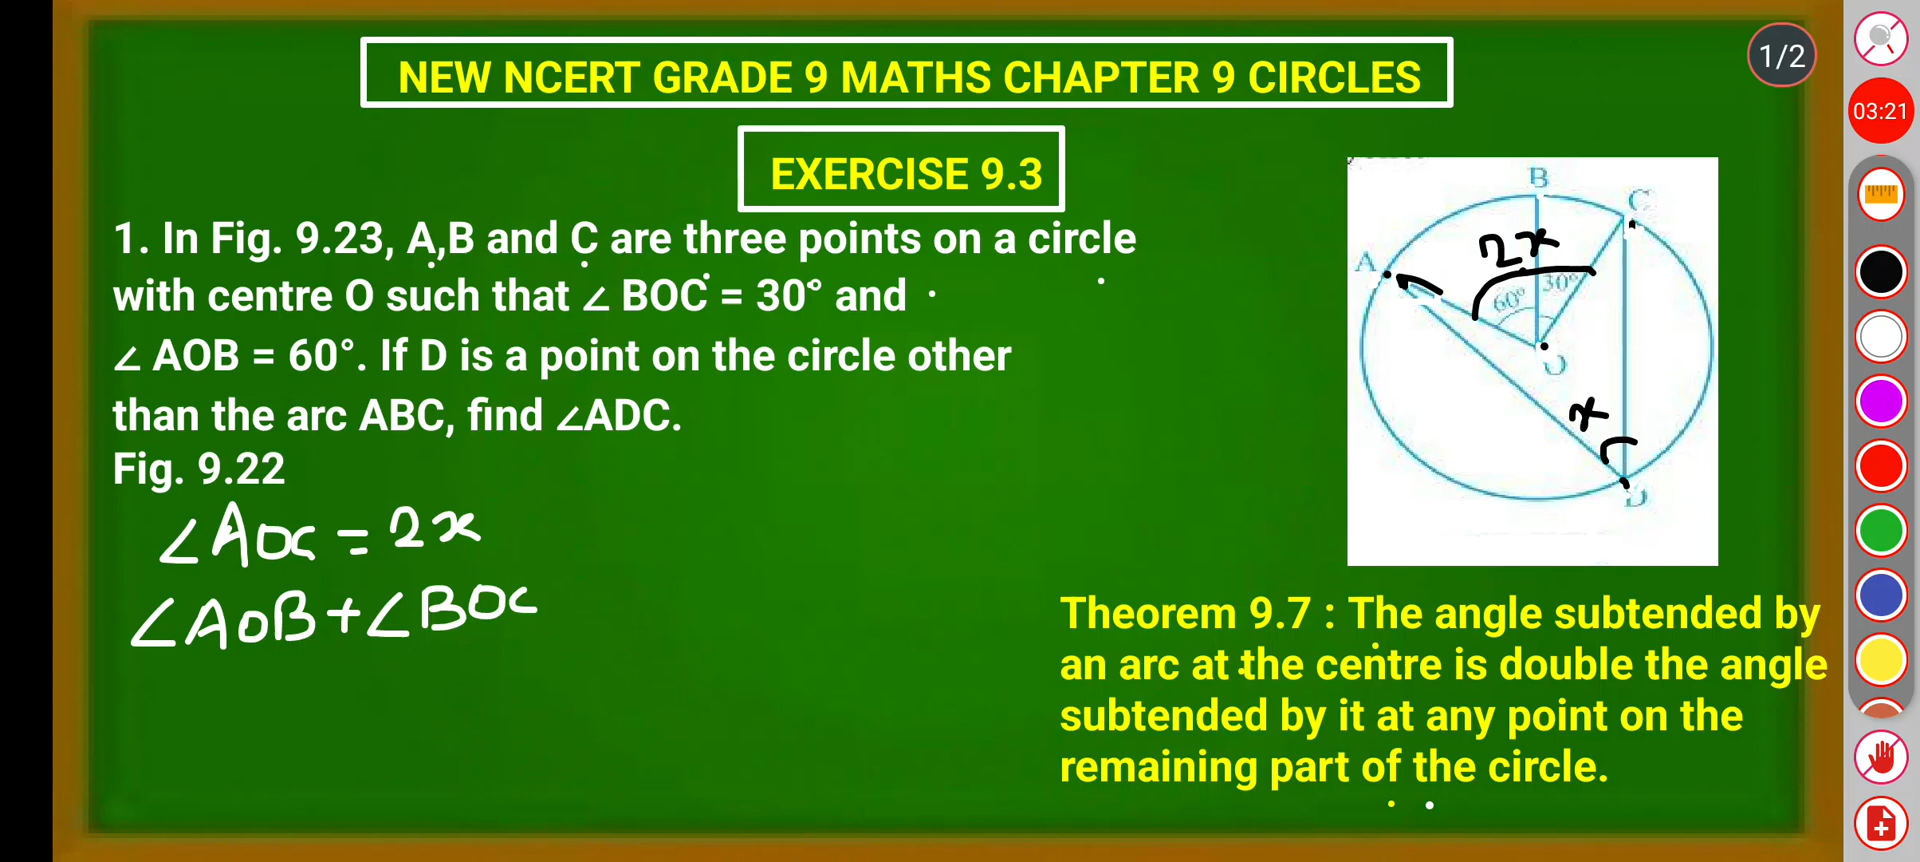 NEW NCERT GRADE 9 MATHS CHAPTER 9 CIRCLES
1/2
03:21
EXERCISE 9.3
1. In Fig. 9.23, A,B and C are three points on a circle
with centre O such that ∠ BOC = 30° and
∠ AOB = 60°. If D is a point on the circle other
than the arc ABC, find ∠ADC.
Fig. 9.22
∠AOC = 2x
∠AOB+∠BOC
B
C
2x
A
60°
30°
O
x
D
Theorem 9.7 : The angle subtended by
an arc at the centre is double the angle
subtended by it at any point on the
remaining part of the circle.